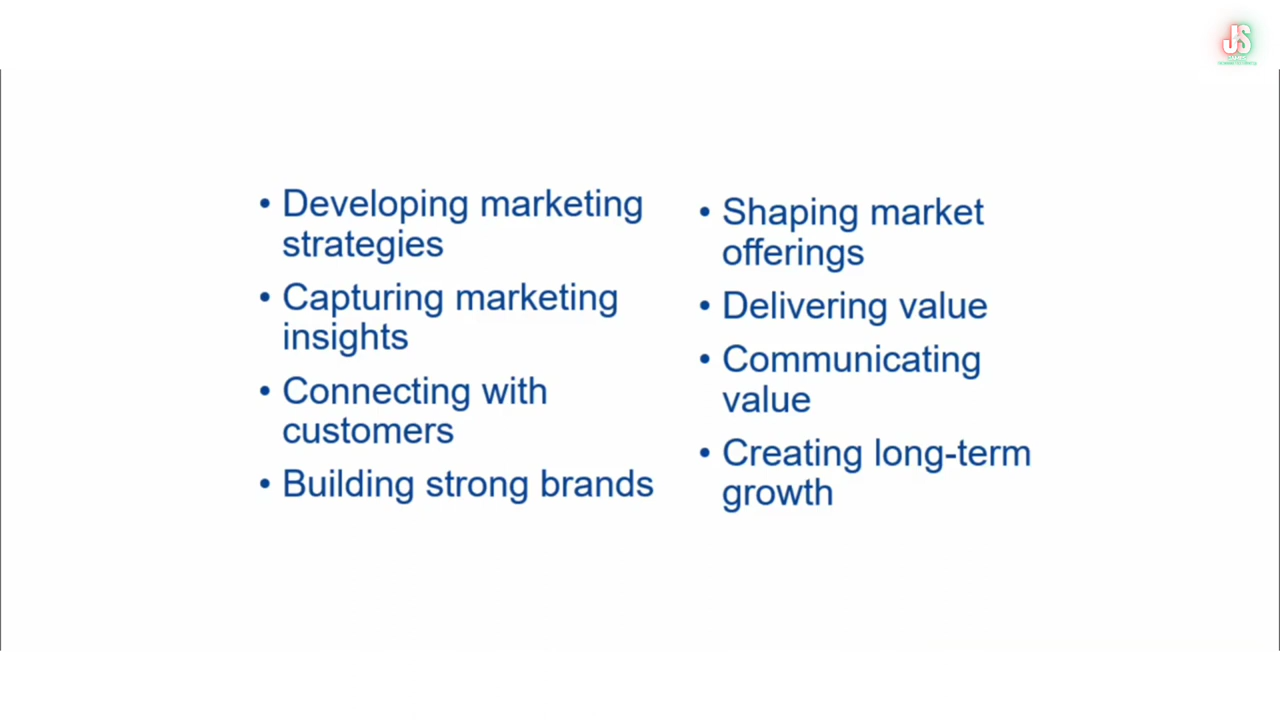 JS
• Developing marketing
strategies
• Capturing marketing
insights
• Connecting with
customers
• Building strong brands
• Shaping market
offerings
• Delivering value
• Communicating
value
• Creating long-term
growth